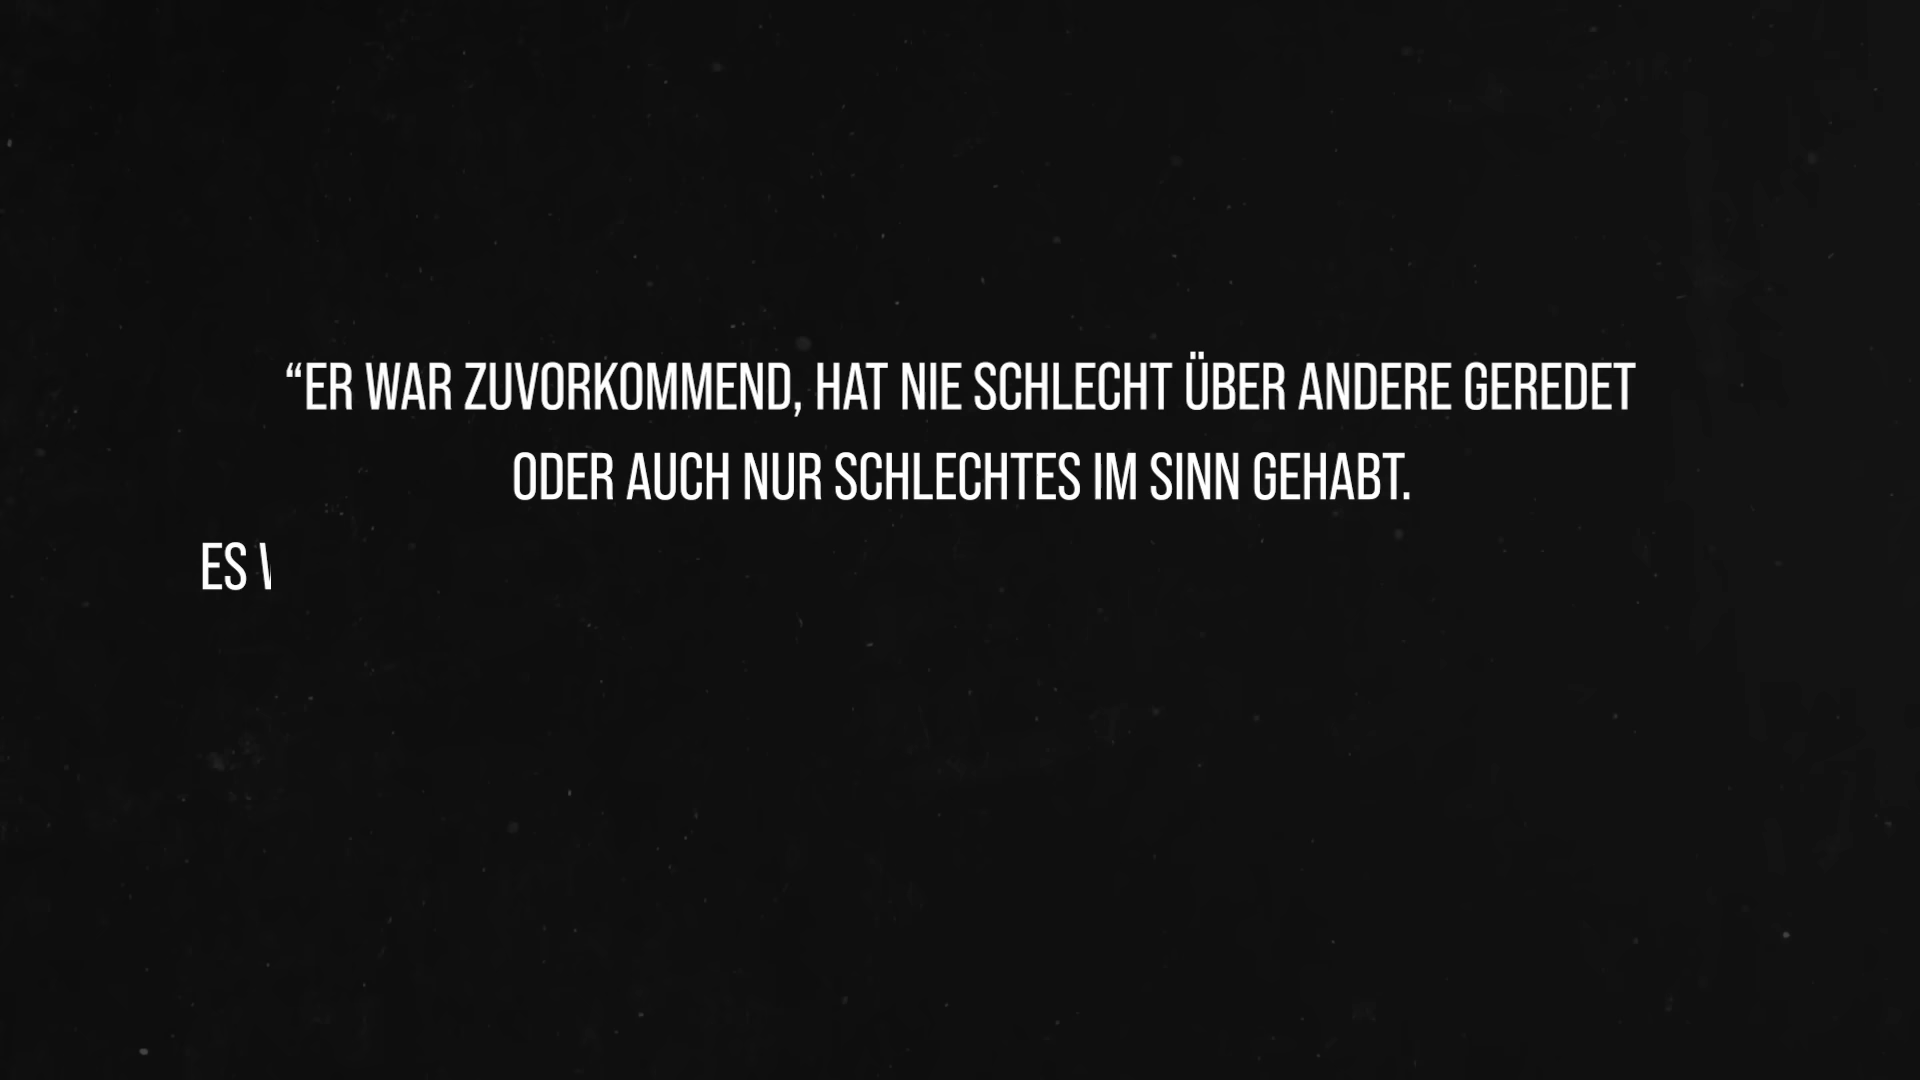 “ER WAR ZUVORKOMMEND, HAT NIE SCHLECHT ÜBER ANDERE GEREDET
ODER AUCH NUR SCHLECHTES IM SINN GEHABT.
ES